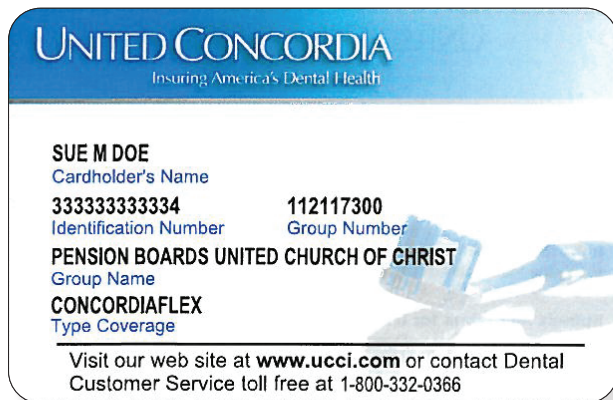 UNITED CONCORDIA
Insuring America's Dental Health
SUE M DOE
Cardholder's Name
333333333334 112117300
Identification Number Group Number
PENSION BOARDS UNITED CHURCH OF CHRIST
Group Name
CONCORDIAFLEX
Type Coverage
Visit our web site at www.ucci.com or contact Dental
Customer Service toll free at 1-800-332-0366